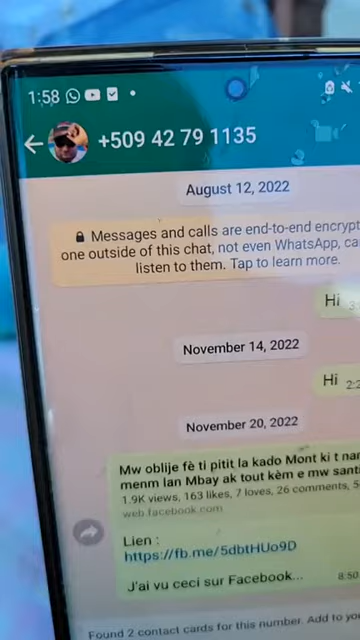 1:58
+509 42 79 1135
August 12, 2022
Messages and calls are end-to-end encrypt
one outside of this chat, not even WhatsApp, ca
listen to them. Tap to learn more.
Hi
November 14, 2022
Hi 2:2
November 20, 2022
Mw oblije fè ti pitit la kado Mont ki t nan
menm lan Mbay ak tout kèm e mw santi
1.9K views, 163 likes, 7 loves, 26 comments, 5
web.facebook.com
Lien :
https://fb.me/5dbtHUo9D
J'ai vu ceci sur Facebook...
8:50
Found 2 contact cards for this number. Add to you